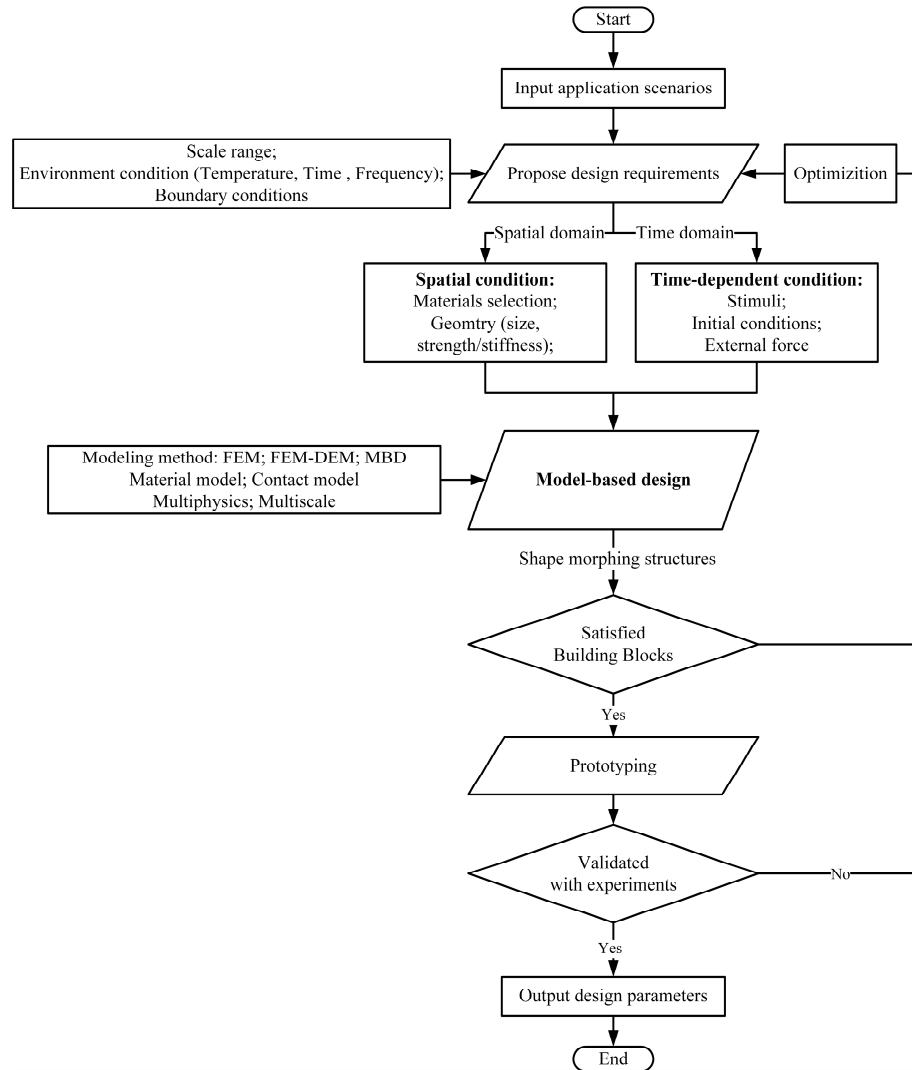 Start
Input application scenarios
Scale range;
Environment condition (Temperature, Time , Frequency);
Boundary conditions
Propose design requirements
Optimizition
Spatial domain
Time domain
Spatial condition:
Materials selection;
Geomtry (size,
strength/stiffness);
Time-dependent condition:
Stimuli;
Initial conditions;
External force
Modeling method: FEM; FEM-DEM; MBD
Material model; Contact model
Multiphysics; Multiscale
Model-based design
Shape morphing structures
Satisfied
Building Blocks
Yes
Prototyping
Validated
with experiments
No
Yes
Output design parameters
End